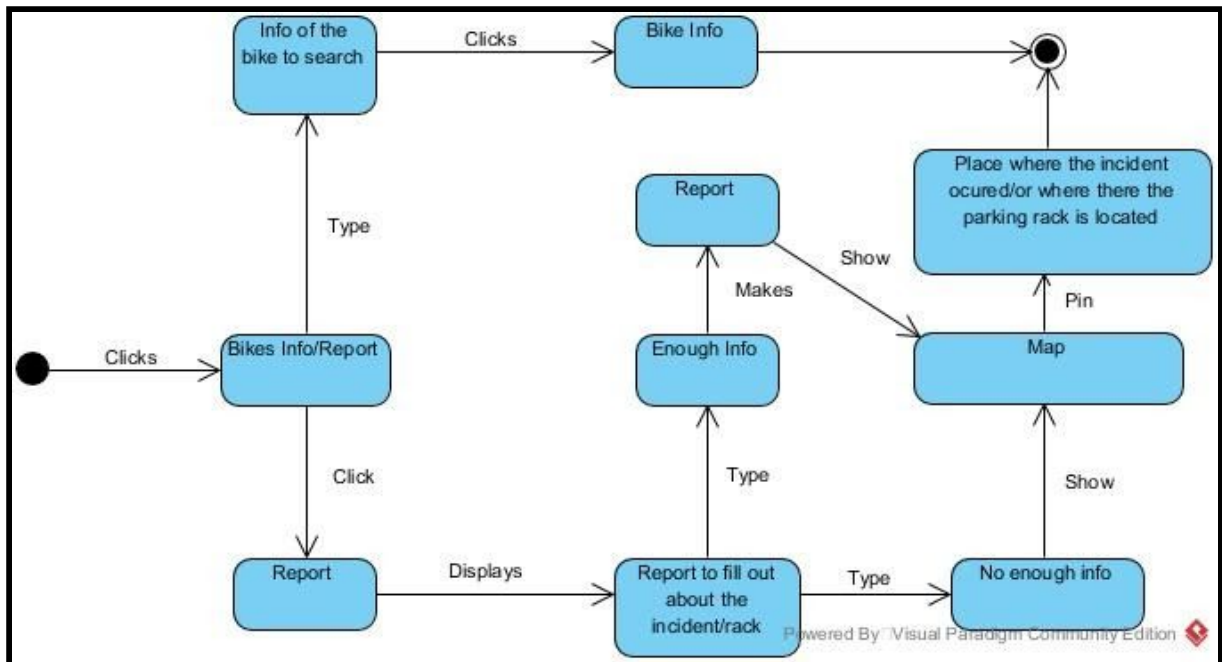 Info of the
bike to search
Clicks
Bike Info
Place where the incident
ocured/or where there the
parking rack is located
Report
Type
Show
Makes
Pin
Clicks
Bikes Info/Report
Enough Info
Map
Click
Type
Show
Report
Displays
Report to fill out
about the
incident/rack
Type
No enough info
Powered By Visual Paradigm Community Edition